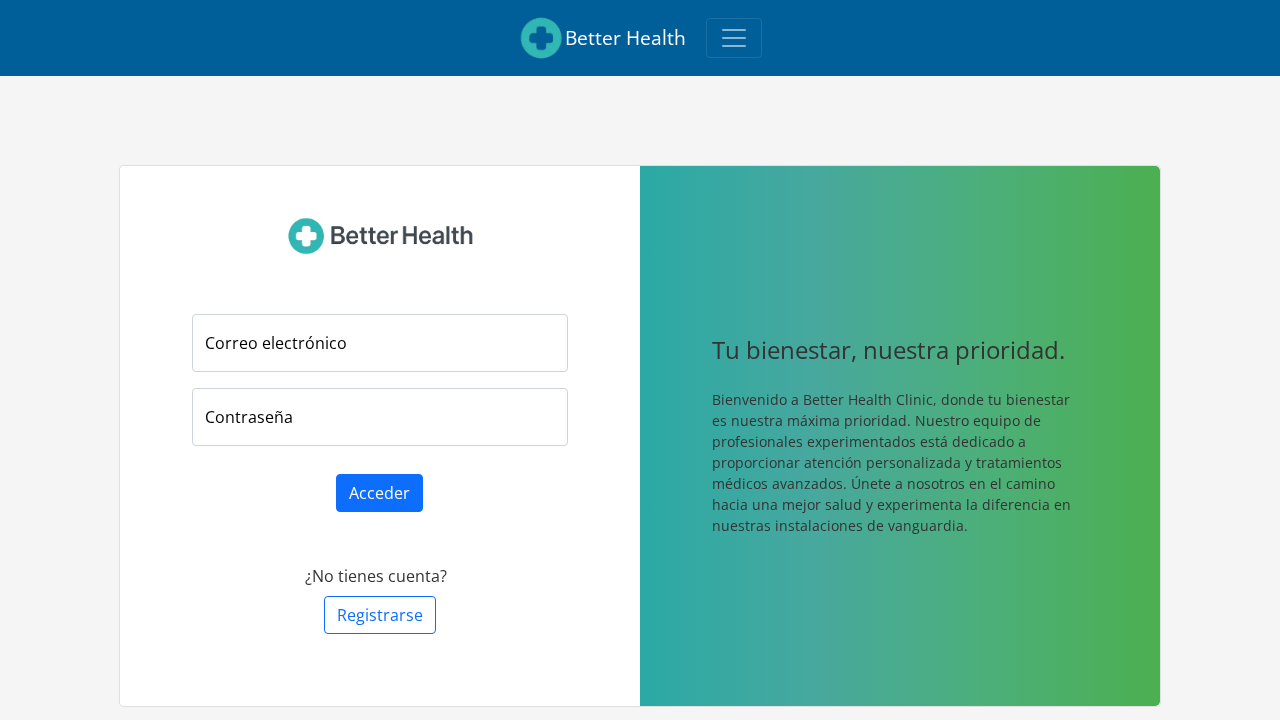 Better Health
Better Health
Correo electrónico
Contraseña
Acceder
¿No tienes cuenta?
Registrarse
Tu bienestar, nuestra prioridad.
Bienvenido a Better Health Clinic, donde tu bienestar
es nuestra máxima prioridad. Nuestro equipo de
profesionales experimentados está dedicado a
proporcionar atención personalizada y tratamientos
médicos avanzados. Únete a nosotros en el camino
hacia una mejor salud y experimenta la diferencia en
nuestras instalaciones de vanguardia.